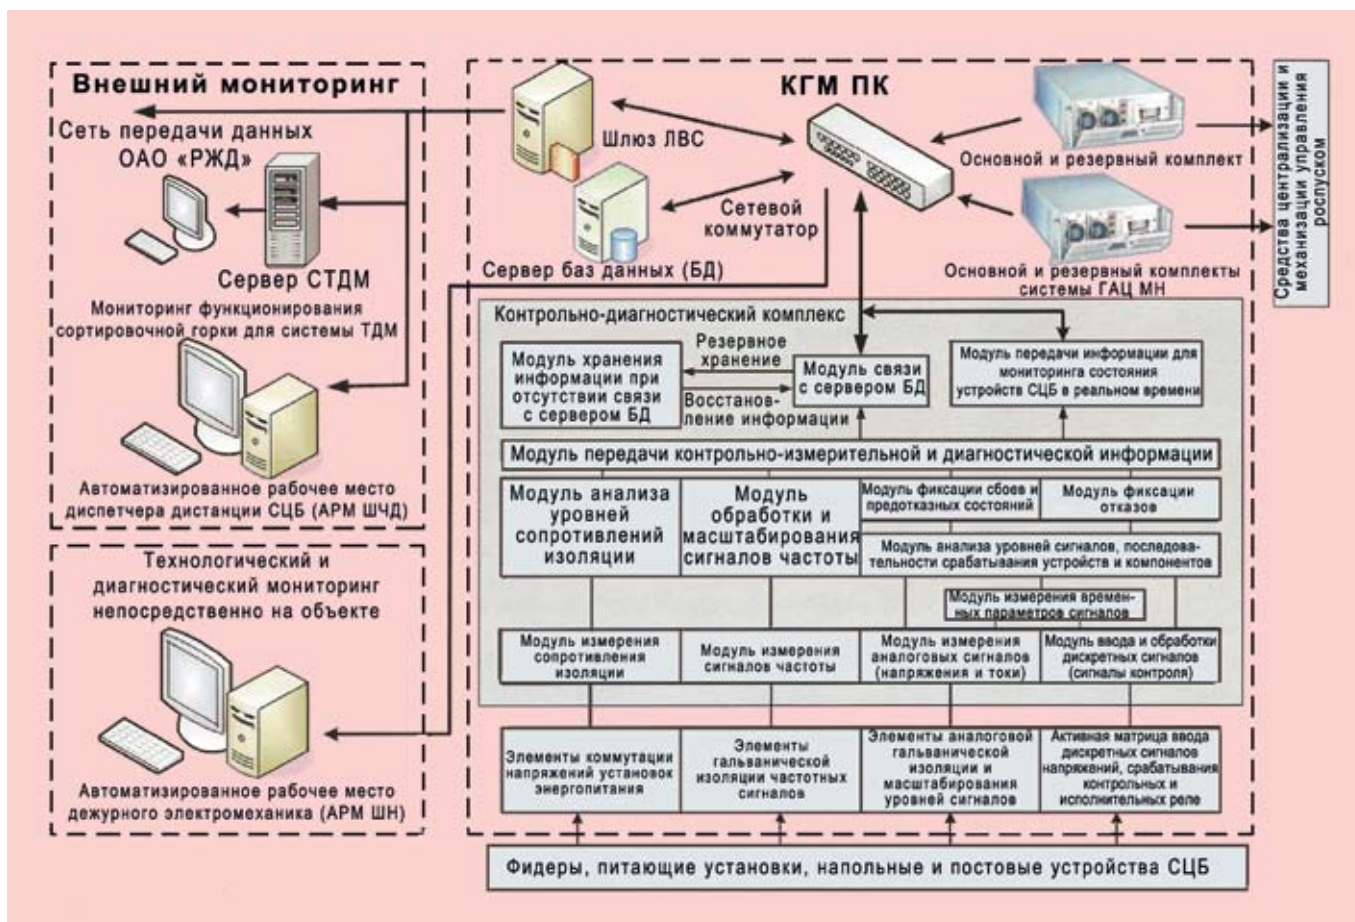 Внешний мониторинг
Сеть передачи данных
ОАО «РЖД»
Сервер СТДМ
Мониторинг функционирования
сортировочной горки для системы ТДМ
Автоматизированное рабочее место
диспетчера дистанции СЦБ (АРМ ШЧД)
Технологический и
диагностический мониторинг
непосредственно на объекте
Автоматизированное рабочее место
дежурного электромеханика (АРМ ШН)
КГМ ПК
Шлюз ЛВС
Сетевой
коммутатор
Сервер баз данных (БД)
Основной и резервный комплект
Основной и резервный комплекты
системы ГАЦ МН
Средства централизации и
механизации управления
роспуском
Контрольно-диагностический комплекс
Модуль хранения
информации при
отсутствии связи
с сервером БД
Резервное
хранение
Восстанов-
ление информации
Модуль связи
с сервером БД
Модуль передачи информации для
мониторинга состояния
устройств СЦБ в реальном времени
Модуль передачи контрольно-измерительной и диагностической информации
Модуль анализа
уровней
сопротивлений
изоляции
Модуль
обработки и
масштабирования
сигналов частоты
Модуль фиксации сбоев и
предотказных состояний
Модуль фиксации
отказов
Модуль анализа уровней сигналов, последова-
тельности срабатывания устройств и компонентов
Модуль измерения времен-
ных параметров сигналов
Модуль измерения
сопротивления
изоляции
Модуль измерения
сигналов частоты
Модуль измерения
аналоговых сигналов
(напряжения и токи)
Модуль ввода и обработки
дискретных сигналов
(сигналы контроля)
Элементы коммутации
напряжений установок
энергопитания
Элементы
гальванической
изоляции частотных
сигналов
Элементы аналоговой
гальванической
изоляции и
масштабирования
уровней сигналов
Активная матрица ввода
дискретных сигналов
напряжений, срабатывания
контрольных и
исполнительных реле
Фидеры, питающие установки, напольные и постовые устройства СЦБ